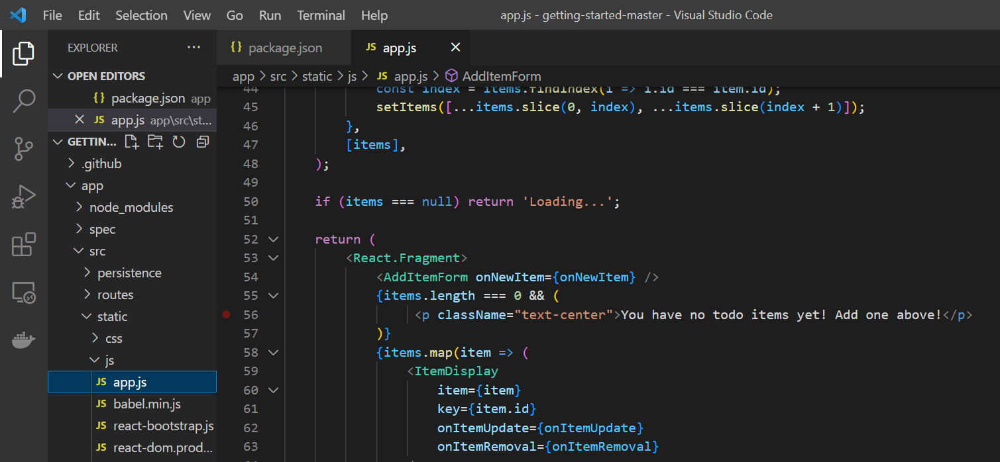 File Edit Selection View Go Run Terminal Help app.js - getting-started-master - Visual Studio Code
EXPLORER ...
OPEN EDITORS
{} package.json app
JS app.js app\src\st...
GETTIN...
.github
app
node_modules
spec
src
persistence
routes
static
css
js
JS app.js
JS babel.min.js
JS react-bootstrap.js
JS react-dom.prod...
{} package.json JS app.js
app > src > static > js > JS app.js > AddItemForm
44 const index = items.findIndex(i => i.id === item.id);
45 setItems([...items.slice(0, index), ...items.slice(index + 1)]);
46 },
47 [items],
48 );
49
50 if (items === null) return 'Loading...';
51
52 return (
53 <React.Fragment>
54 <AddItemForm onNewItem={onNewItem} />
55 {items.length === 0 && (
56 <p className="text-center">You have no todo items yet! Add one above!</p>
57 )}
58 {items.map(item => (
59 <ItemDisplay
60 item={item}
61 key={item.id}
62 onItemUpdate={onItemUpdate}
63 onItemRemoval={onItemRemoval}